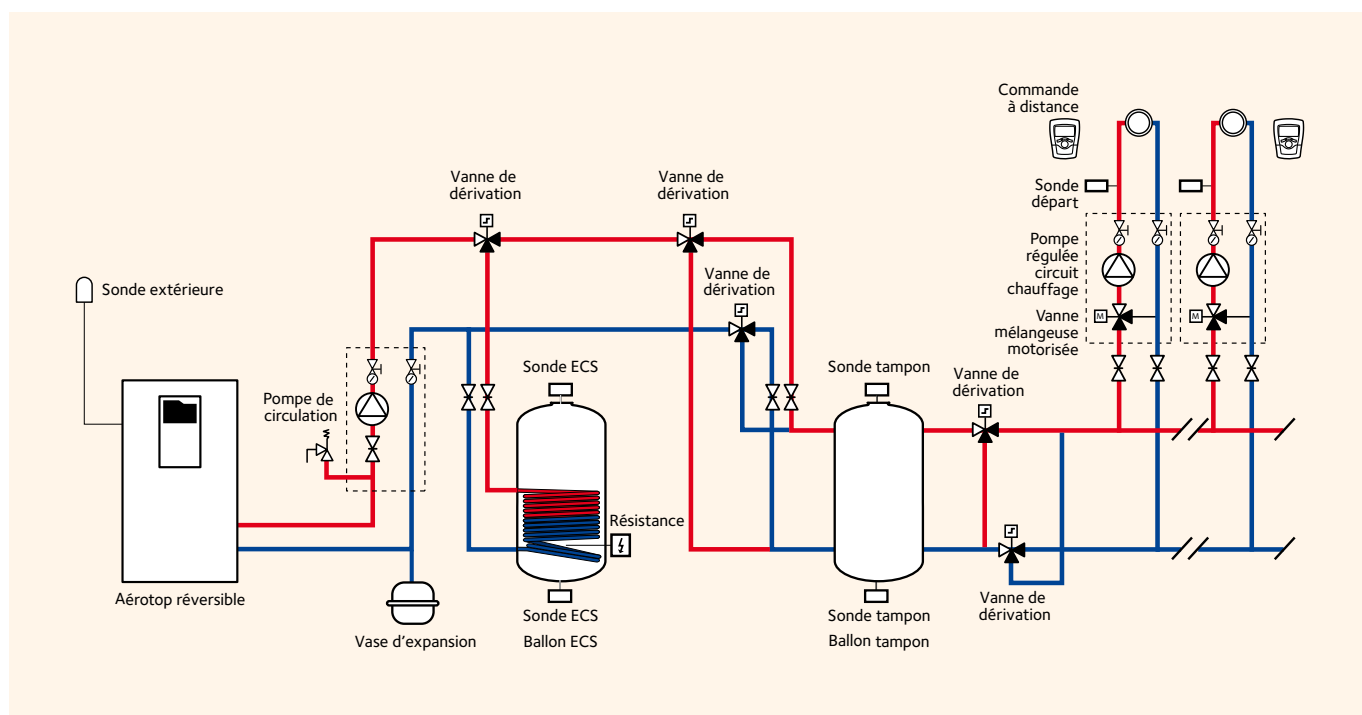 Commande
à distance
Vanne de
dérivation
Vanne de
dérivation
Sonde
départ
Pompe
régulée
circuit
chauffage
Vanne de
dérivation
Sonde extérieure
M
M
Vanne
mélangeuse
motorisée
Sonde ECS
Sonde tampon
Vanne de
dérivation
Pompe de
circulation
Résistance
Aérotop réversible
Vanne de
dérivation
Sonde ECS
Sonde tampon
Vase d'expansion
Ballon ECS
Ballon tampon